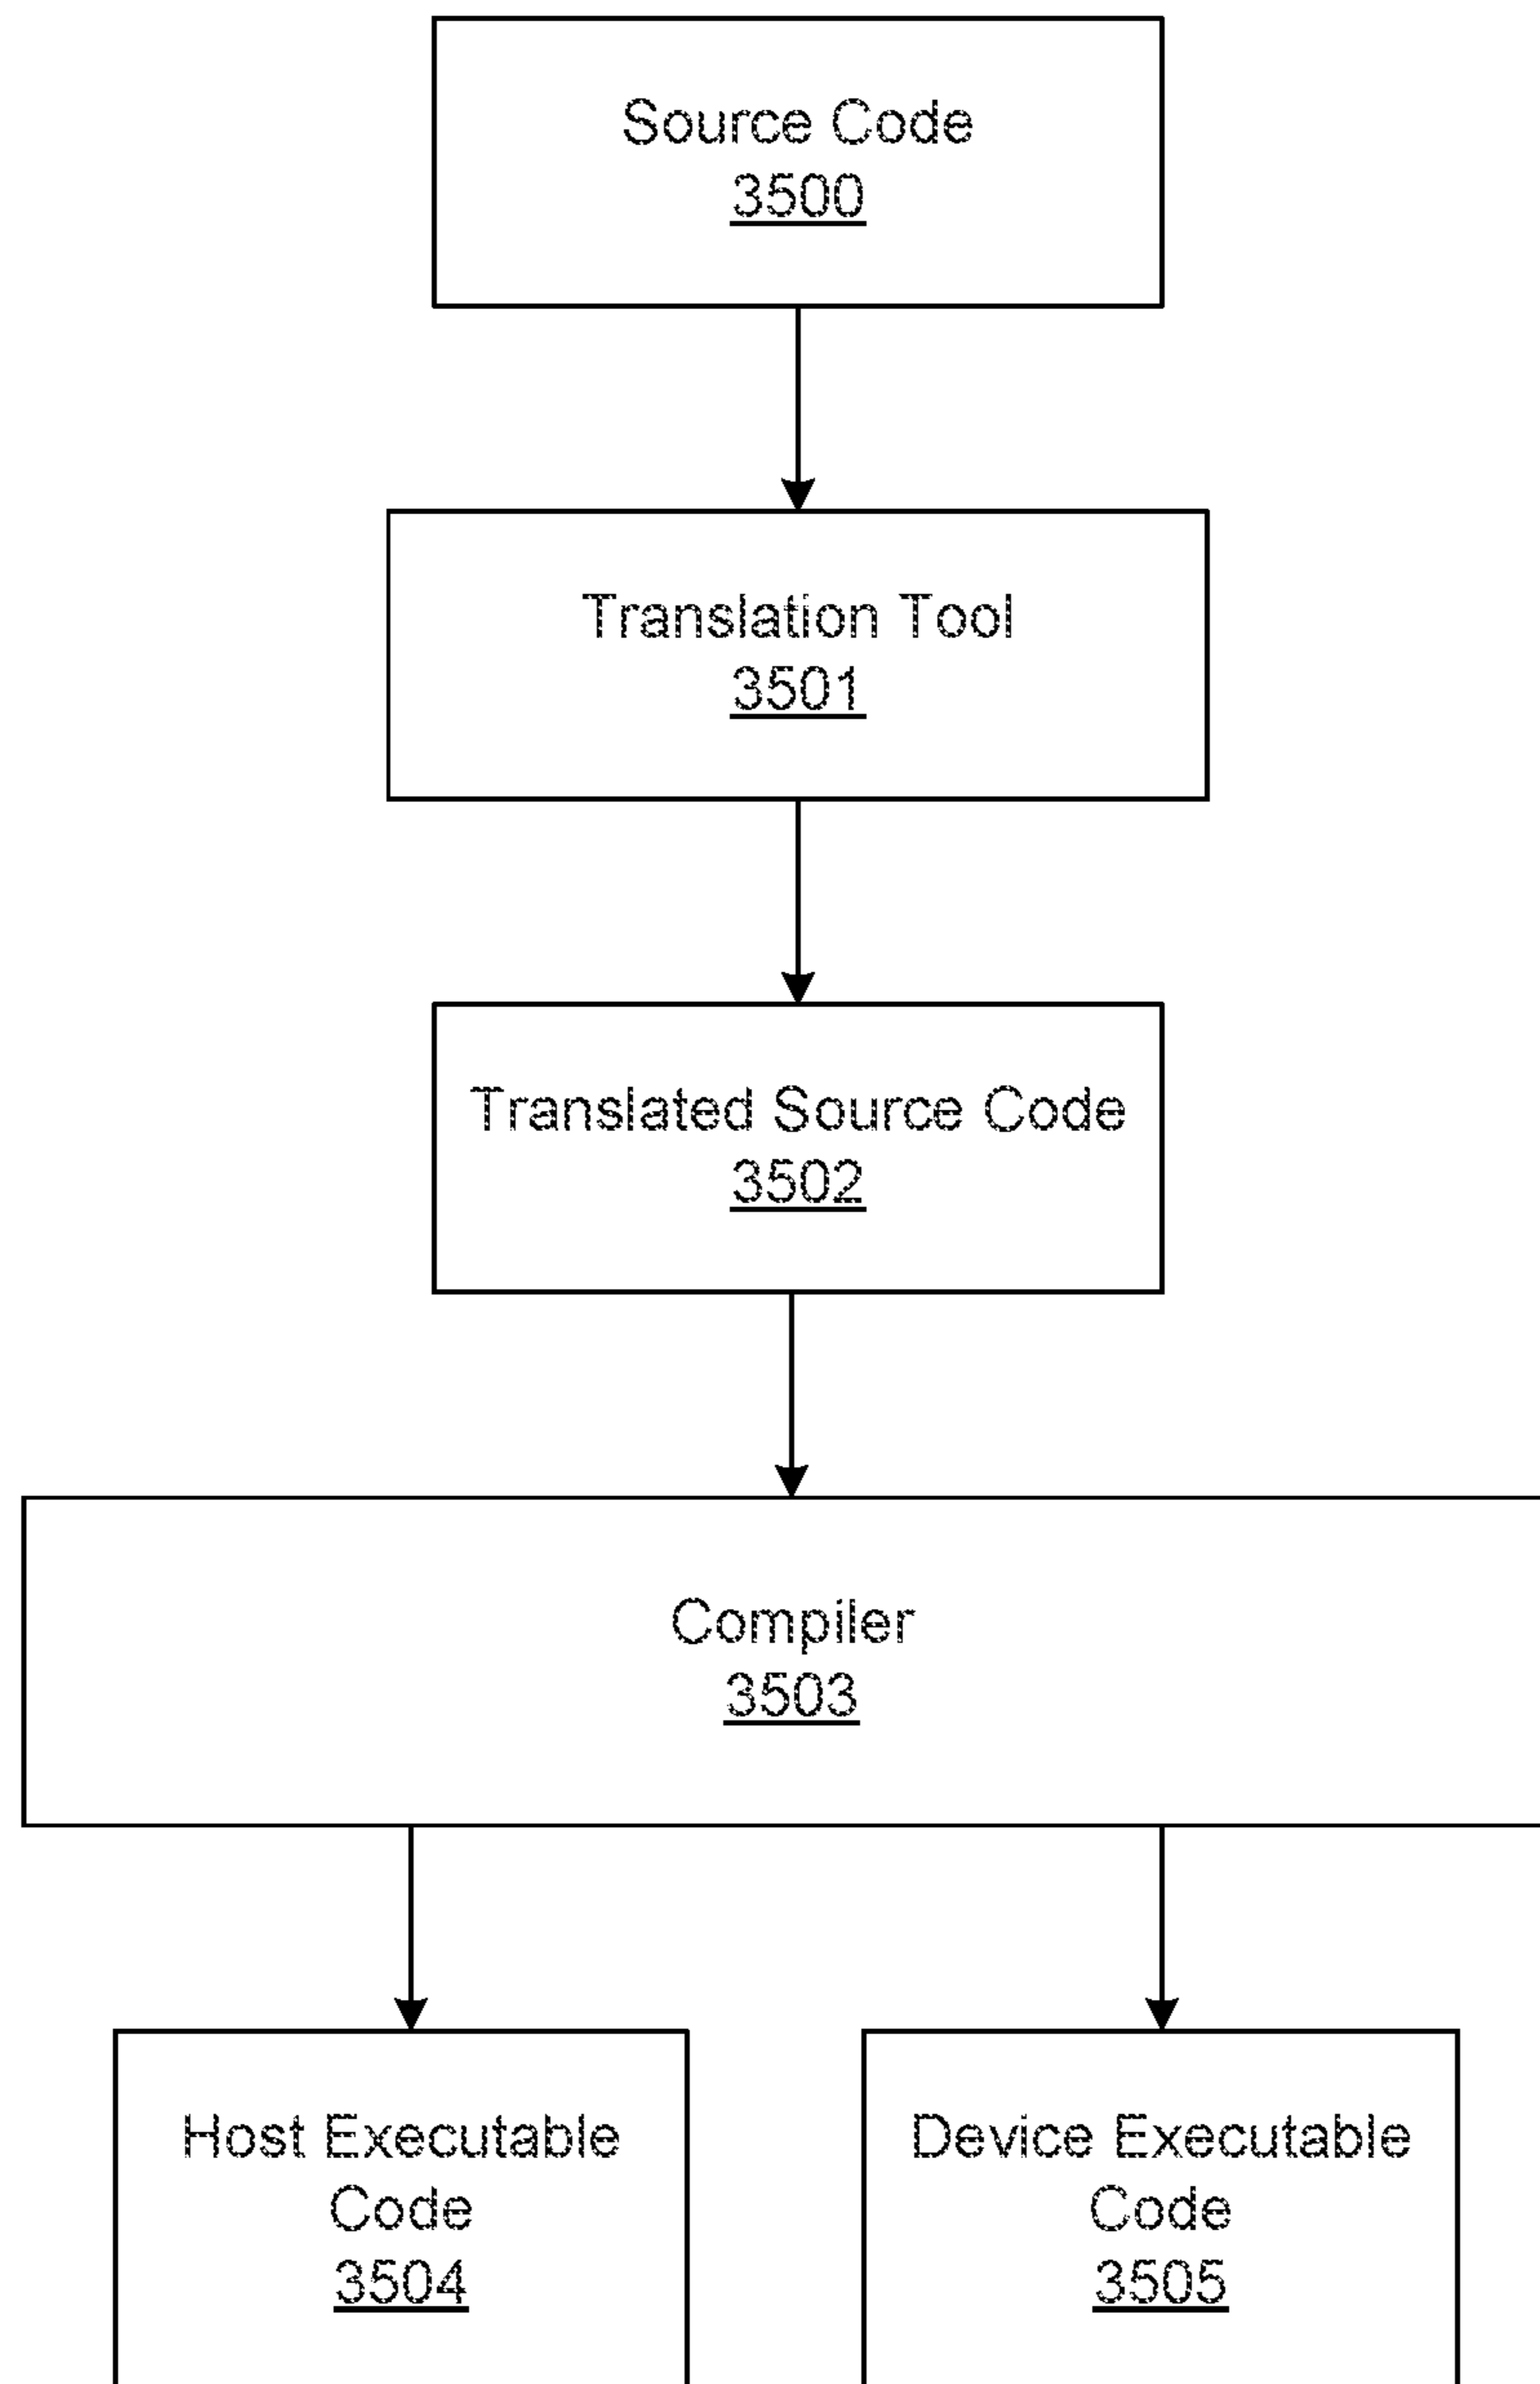 Source Code
3500
Translation Tool
3501
Translated Source Code
3502
Compiler
3503
Host Executable
Code
3504
Device Executable
Code
3505